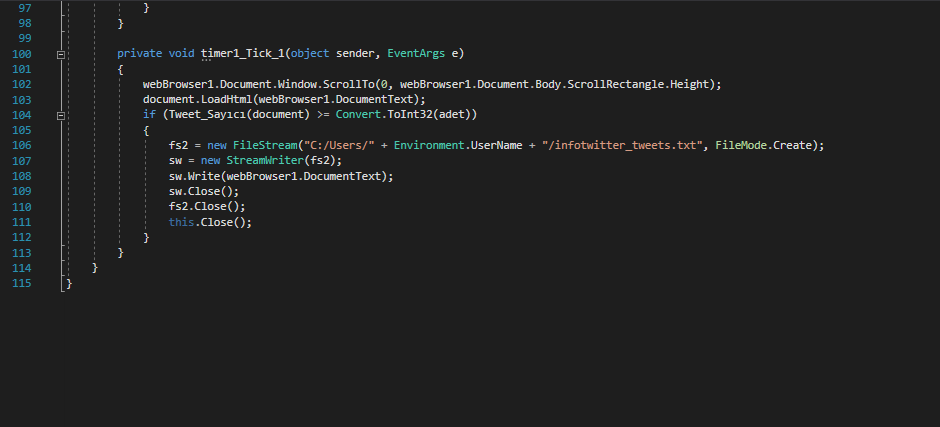 97 }
98 }
99
100 private void timer1_Tick_1(object sender, EventArgs e)
101 {
102 webBrowser1.Document.Window.ScrollTo(0, webBrowser1.Document.Body.ScrollRectangle.Height);
103 document.LoadHtml(webBrowser1.DocumentText);
104 if (Tweet_Sayıcı(document) >= Convert.ToInt32(adet))
105 {
106 fs2 = new FileStream("C:/Users/" + Environment.UserName + "/infotwitter_tweets.txt", FileMode.Create);
107 sw = new StreamWriter(fs2);
108 sw.Write(webBrowser1.DocumentText);
109 sw.Close();
110 fs2.Close();
111 this.Close();
112 }
113 }
114 }
115 }